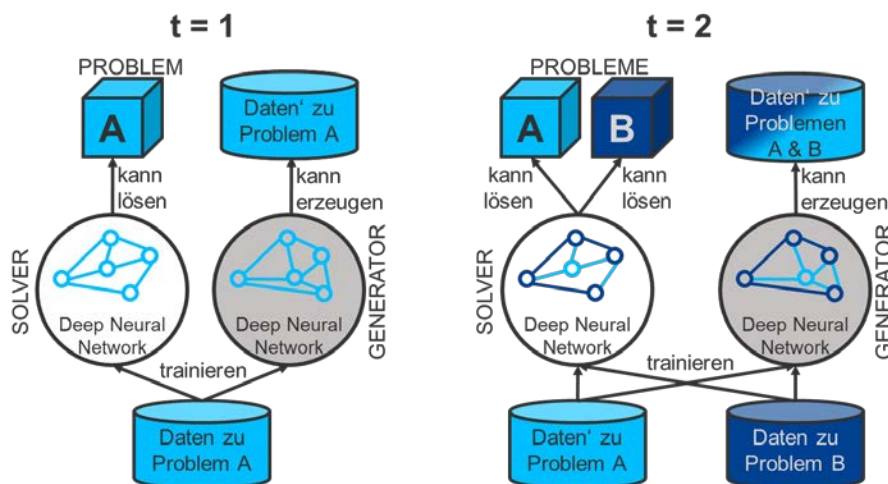 t = 1
PROBLEM
A
Daten‘ zu
Problem A
kann
lösen
kann
erzeugen
SOLVER
Deep Neural
Network
Deep Neural
Network
GENERATOR
trainieren
Daten zu
Problem A
t = 2
PROBLEME
A
B
Daten‘ zu
Problemen
A & B
kann
lösen
kann
lösen
kann
erzeugen
SOLVER
Deep Neural
Network
Deep Neural
Network
GENERATOR
trainieren
Daten‘ zu
Problem A
Daten zu
Problem B